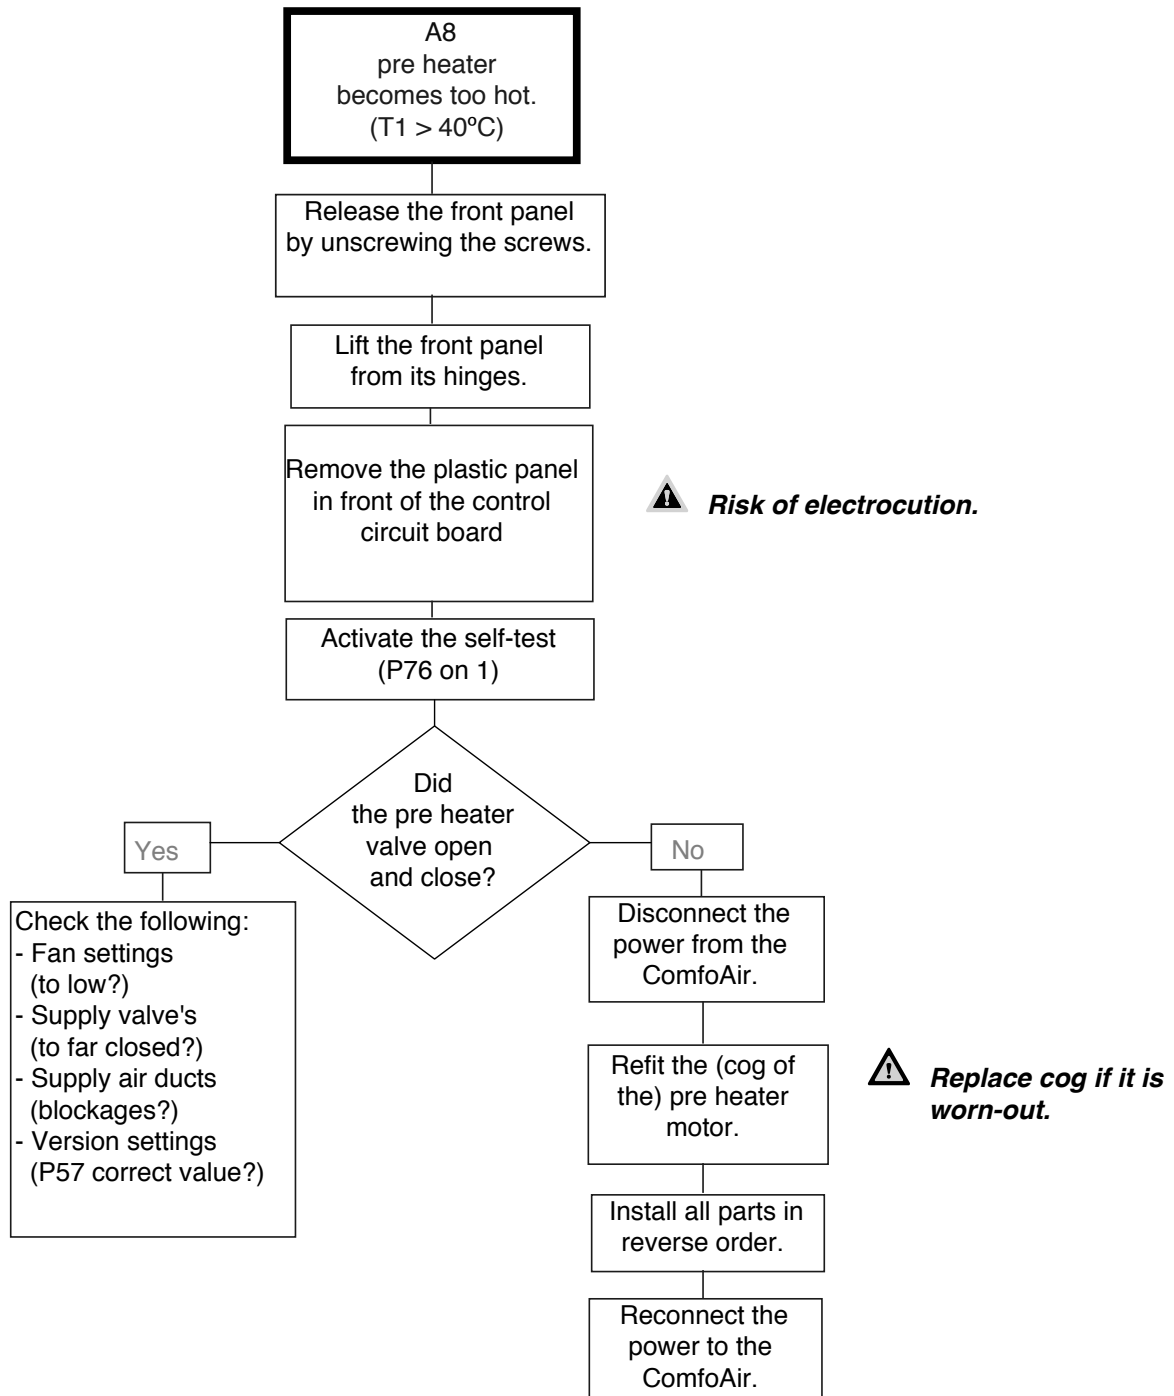 A8
pre heater
becomes too hot.
(T1 > 40ºC)
Release the front panel
by unscrewing the screws.
Lift the front panel
from its hinges.
Remove the plastic panel
in front of the control
circuit board
Risk of electrocution.
Activate the self-test
(P76 on 1)
Did
the pre heater
valve open
and close?
Yes
No
Check the following:
- Fan settings
(to low?)
- Supply valve's
(to far closed?)
- Supply air ducts
(blockages?)
- Version settings
(P57 correct value?)
Disconnect the
power from the
ComfoAir.
Refit the (cog of
the) pre heater
motor.
Replace cog if it is
worn-out.
Install all parts in
reverse order.
Reconnect the
power to the
ComfoAir.